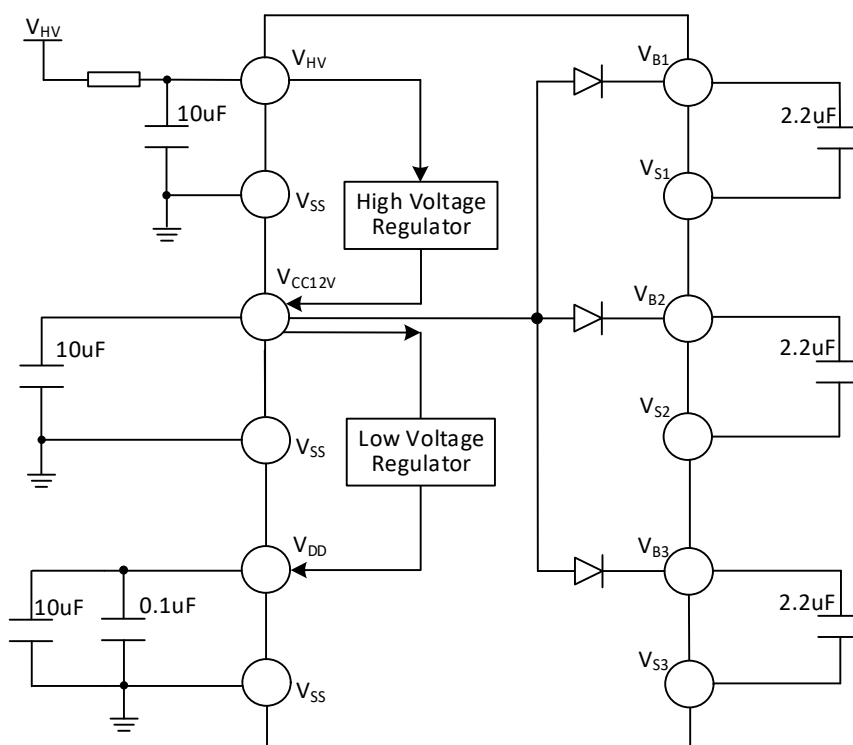 VHV
VHV
VB1
10uF
2.2uF
VSS
High Voltage
Regulator
VS1
VCC12V
VB2
10uF
2.2uF
VSS
Low Voltage
Regulator
VS2
VDD
VB3
10uF
0.1uF
2.2uF
VSS
VS3